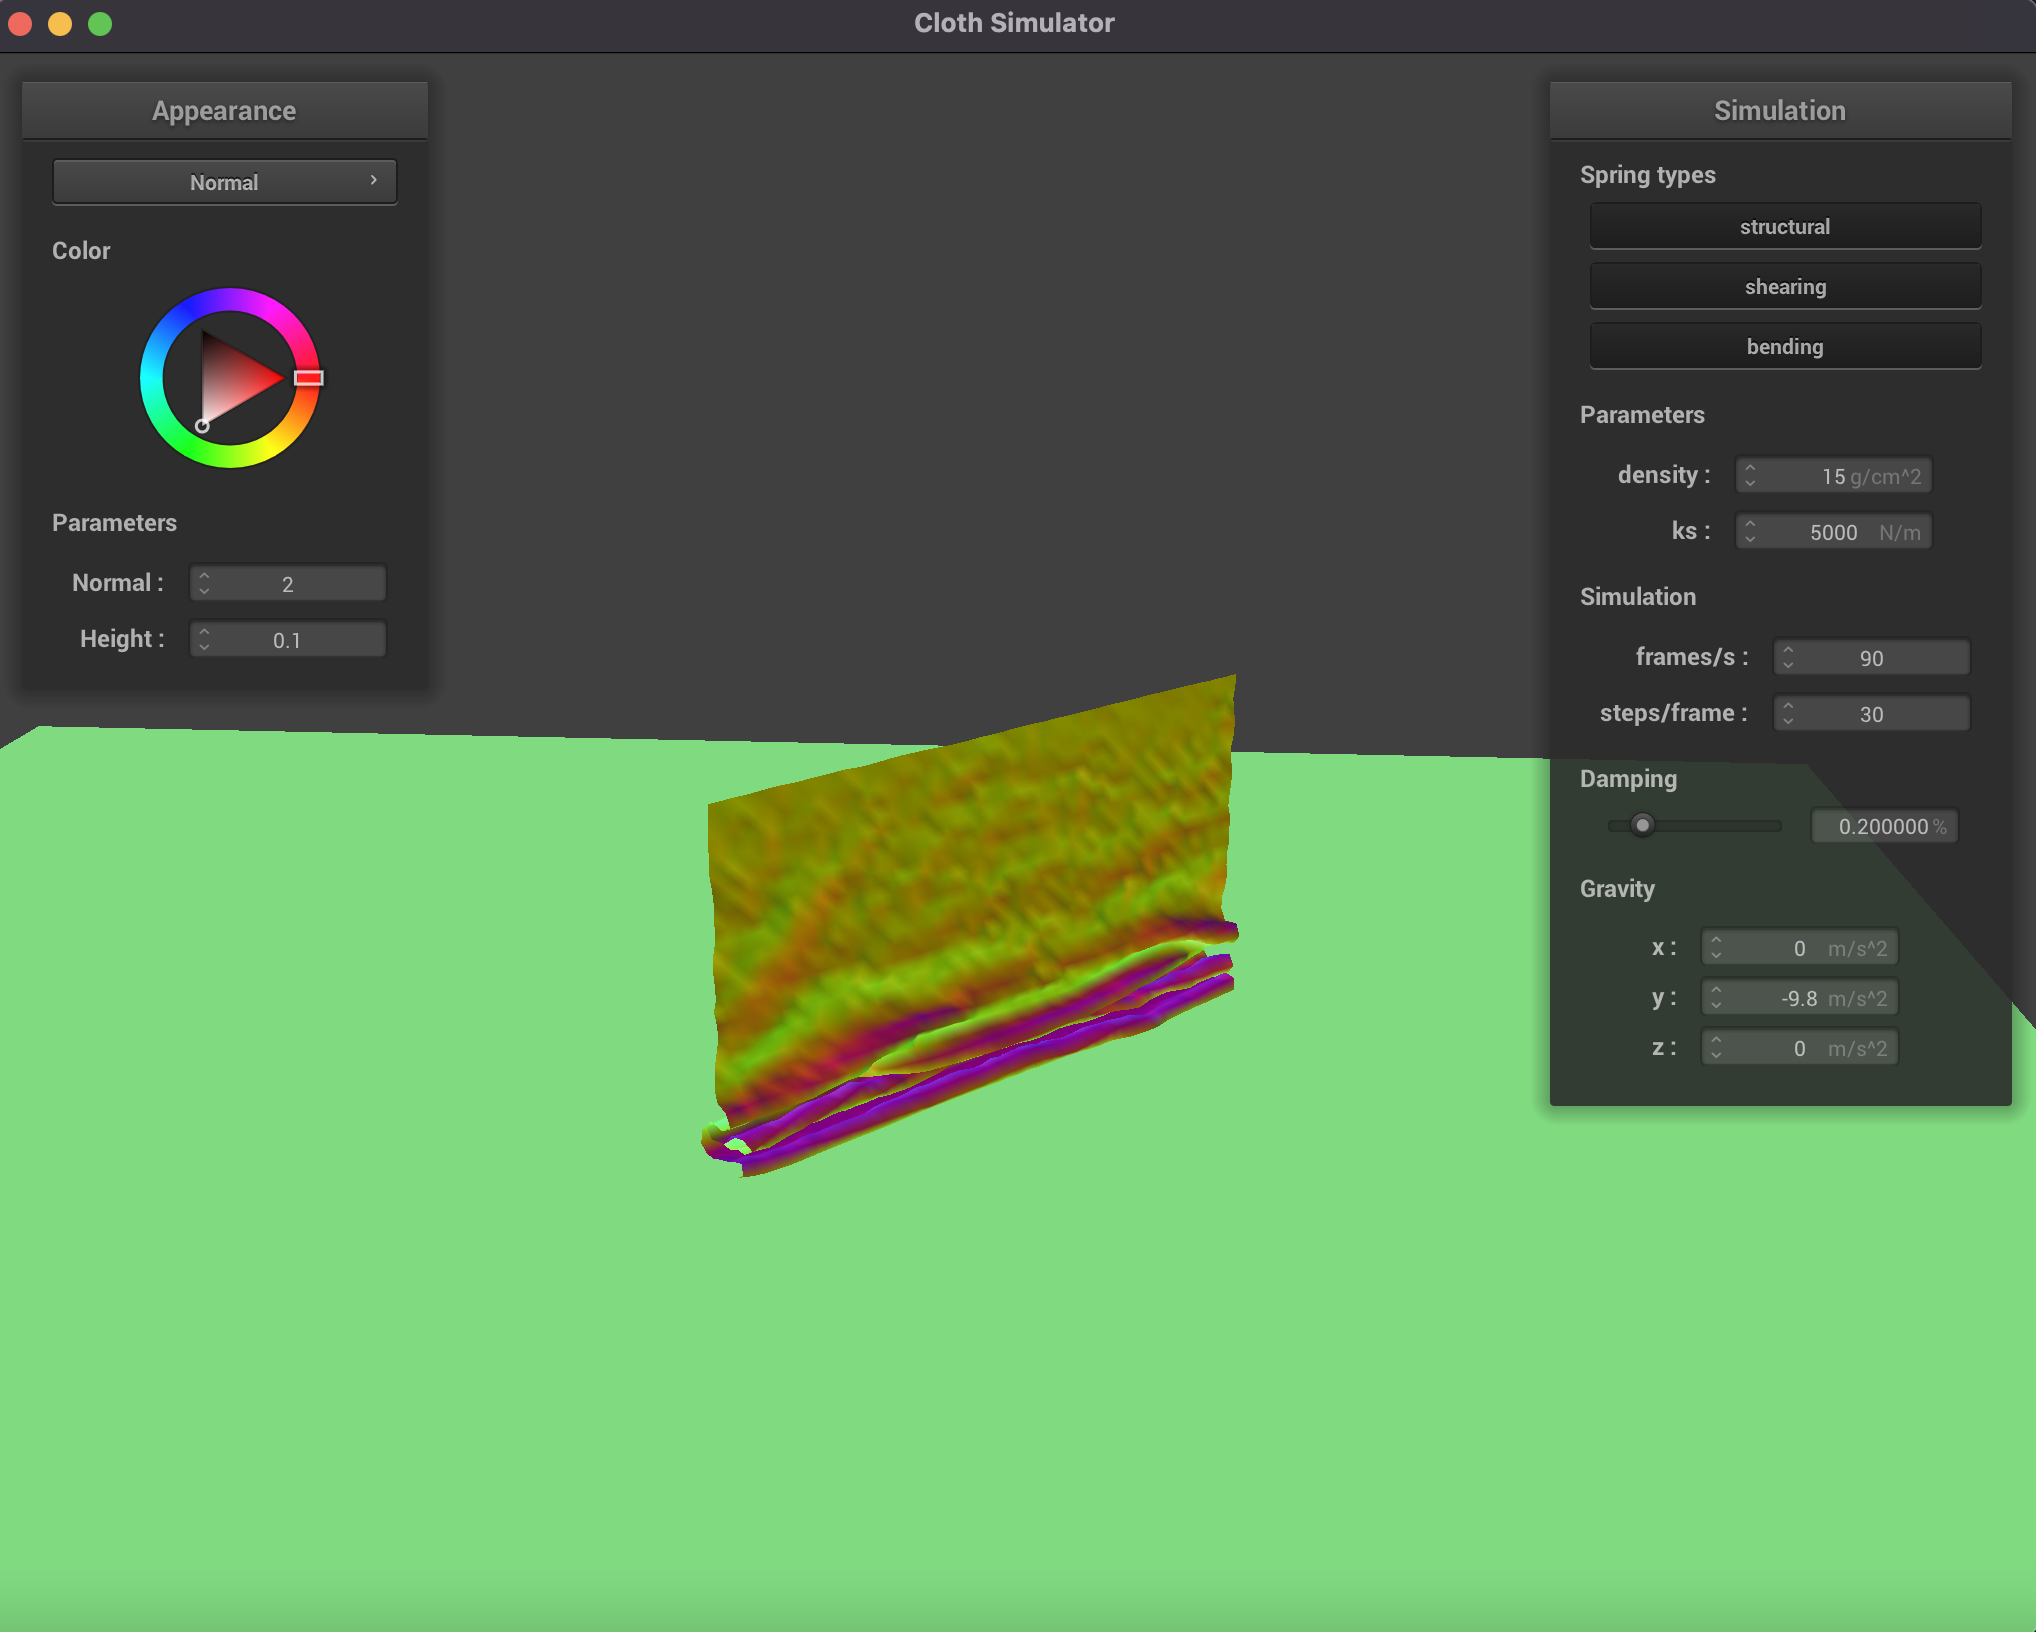 Cloth Simulator
Appearance
Normal
Color
Parameters
Normal : 2
Height : 0.1
Simulation
Spring types
structural
shearing
bending
Parameters
density : 15 g/cm^2
ks : 5000 N/m
Simulation
frames/s : 90
steps/frame : 30
Damping
0.200000 %
Gravity
x : 0 m/s^2
y : -9.8 m/s^2
z : 0 m/s^2